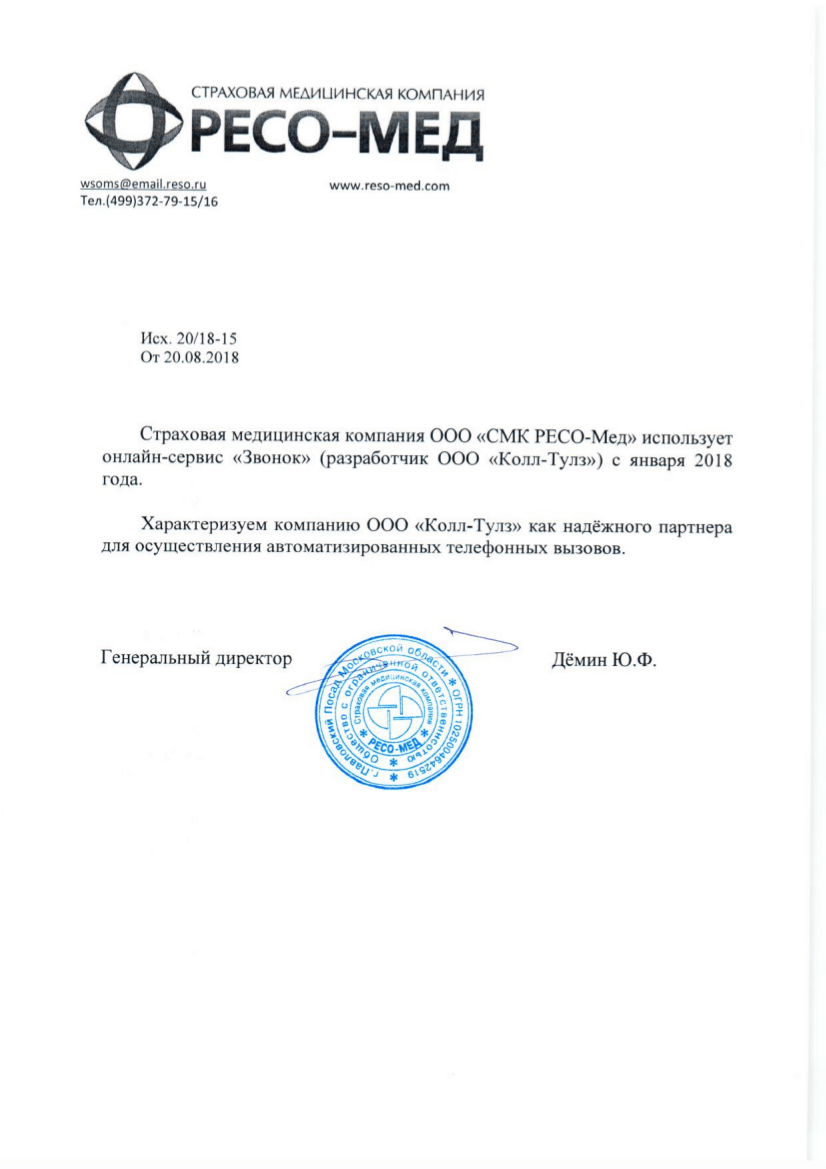 СТРАХОВАЯ МЕДИЦИНСКАЯ КОМПАНИЯ
РЕСО-МЕД
wsoms@email.reso.ru www.reso-med.com
Тел.(499)372-79-15/16
Исх. 20/18-15
От 20.08.2018
Страховая медицинская компания ООО «СМК РЕСО-Мед» использует
онлайн-сервис «Звонок» (разработчик ООО «Колл-Тулз») с января 2018
года.
Характеризуем компанию ООО «Колл-Тулз» как надёжного партнера
для осуществления автоматизированных телефонных вызовов.
Генеральный директор Дёмин Ю.Ф.
г.Павловский Посад Московской области * ОГРН 1025004642519 *
Общество с ограниченной ответственностью *
Страховая медицинская компания
* РЕСО-МЕД *